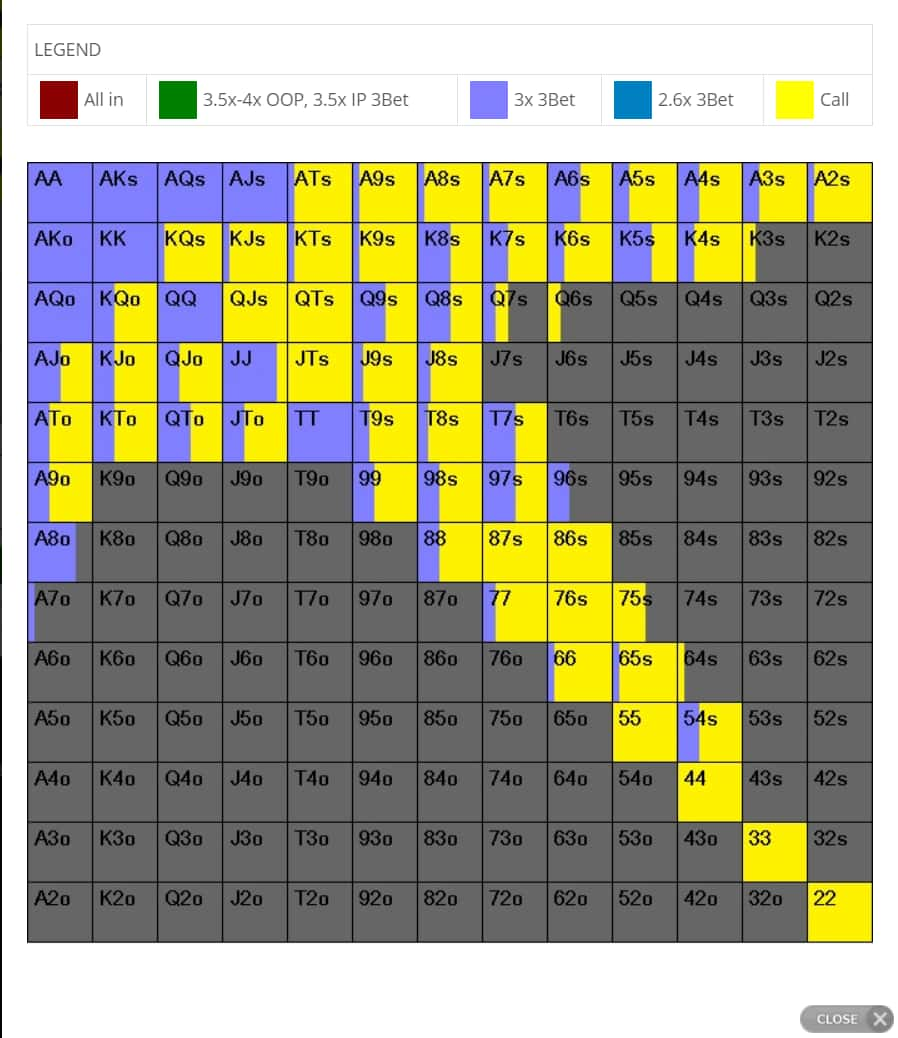 LEGEND
All in 3.5x-4x OOP, 3.5x IP 3Bet 3x 3Bet 2.6x 3Bet Call
AA AKs AQs AJs ATs A9s A8s A7s A6s A5s A4s A3s A2s
AKo KK KQs KJs KTs K9s K8s K7s K6s K5s K4s K3s K2s
AQo KQo QQ QJs QTs Q9s Q8s Q7s Q6s Q5s Q4s Q3s Q2s
AJo KJo QJo JJ JTs J9s J8s J7s J6s J5s J4s J3s J2s
ATo KTo QTo JTo TT T9s T8s T7s T6s T5s T4s T3s T2s
A9o K9o Q9o J9o T9o 99 98s 97s 96s 95s 94s 93s 92s
A8o K8o Q8o J8o T8o 98o 88 87s 86s 85s 84s 83s 82s
A7o K7o Q7o J7o T7o 97o 87o 77 76s 75s 74s 73s 72s
A6o K6o Q6o J6o T6o 96o 86o 76o 66 65s 64s 63s 62s
A5o K5o Q5o J5o T5o 95o 85o 75o 65o 55 54s 53s 52s
A4o K4o Q4o J4o T4o 94o 84o 74o 64o 54o 44 43s 42s
A3o K3o Q3o J3o T3o 93o 83o 73o 63o 53o 43o 33 32s
A2o K2o Q2o J2o T2o 92o 82o 72o 62o 52o 42o 32o 22
CLOSE